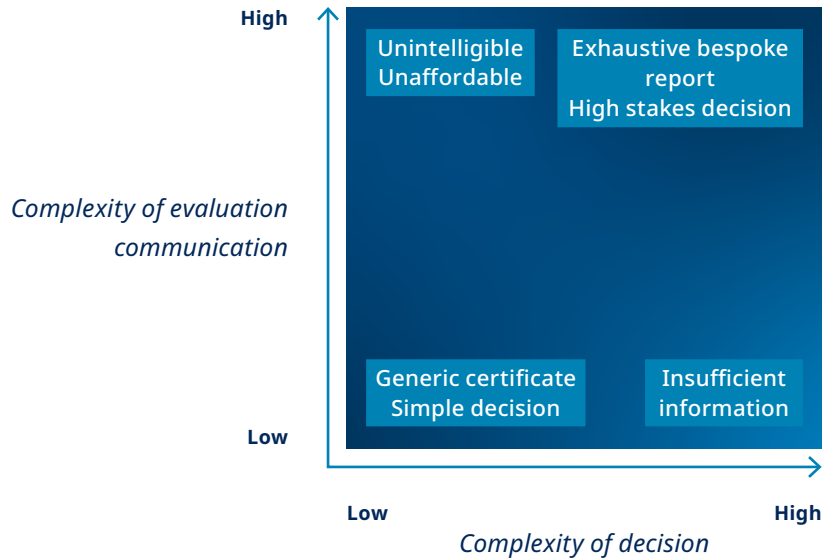 High
Unintelligible
Unaffordable
Exhaustive bespoke
report
High stakes decision
Complexity of evaluation
communication
Generic certificate
Simple decision
Insufficient
information
Low
Low
High
Complexity of decision